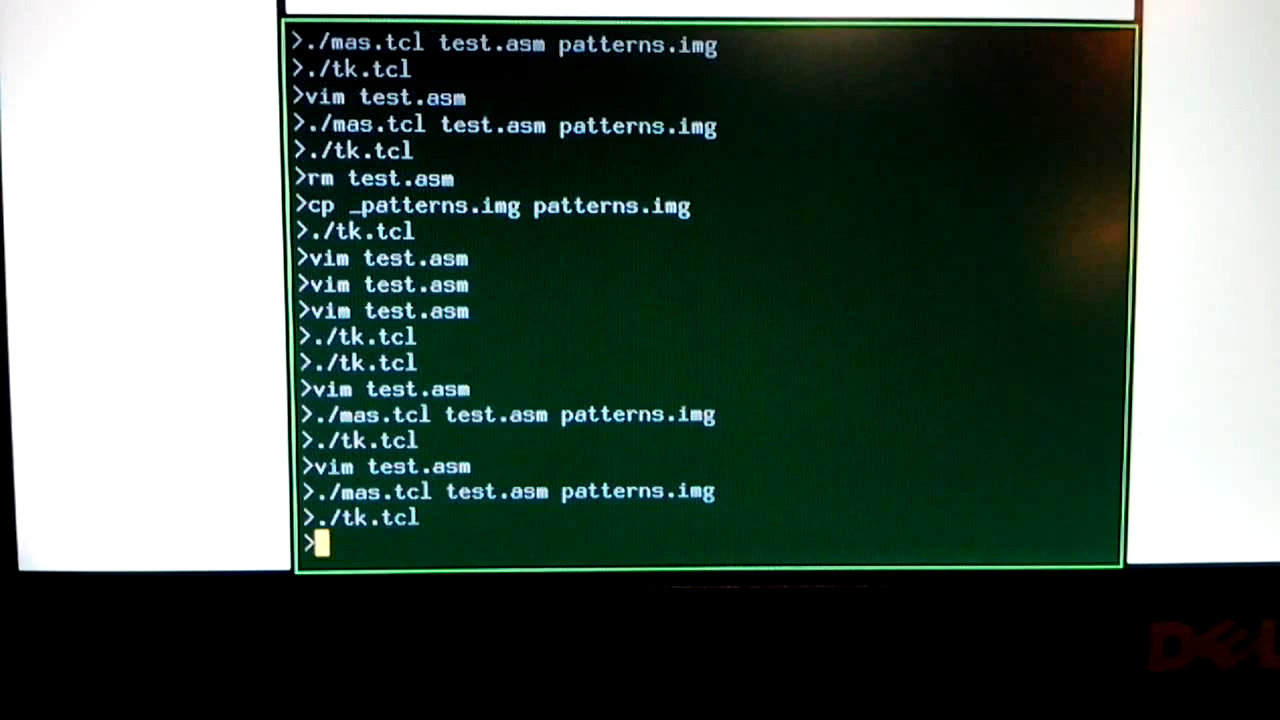 >./mas.tcl test.asm patterns.img
>./tk.tcl
>vim test.asm
>./mas.tcl test.asm patterns.img
>./tk.tcl
>rm test.asm
>cp _patterns.img patterns.img
>./tk.tcl
>vim test.asm
>vim test.asm
>vim test.asm
>./tk.tcl
>./tk.tcl
>vim test.asm
>./mas.tcl test.asm patterns.img
>./tk.tcl
>vim test.asm
>./mas.tcl test.asm patterns.img
>./tk.tcl
>
DELL